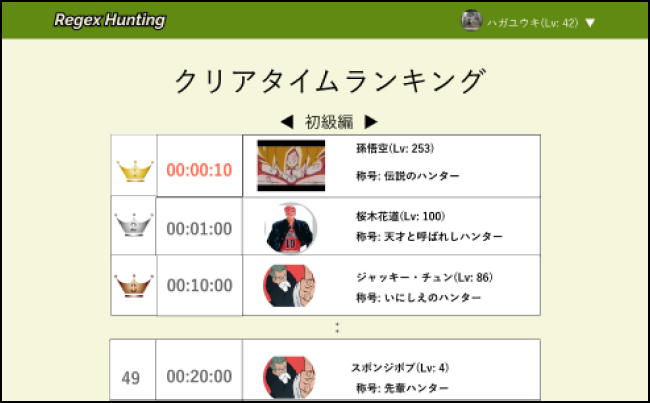 Regex Hunting
ハガユウキ(Lv: 42) ▼
クリアタイムランキング
◀ 初級編 ▶
00:00:10
孫悟空(Lv: 253)
称号: 伝説のハンター
2
00:01:00
桜木花道(Lv: 100)
称号: 天才と呼ばれしハンター
3
00:10:00
ジャッキー・チュン(Lv: 86)
称号: いにしえのハンター
:
49
00:20:00
スポンジボブ(Lv: 4)
称号: 先輩ハンター